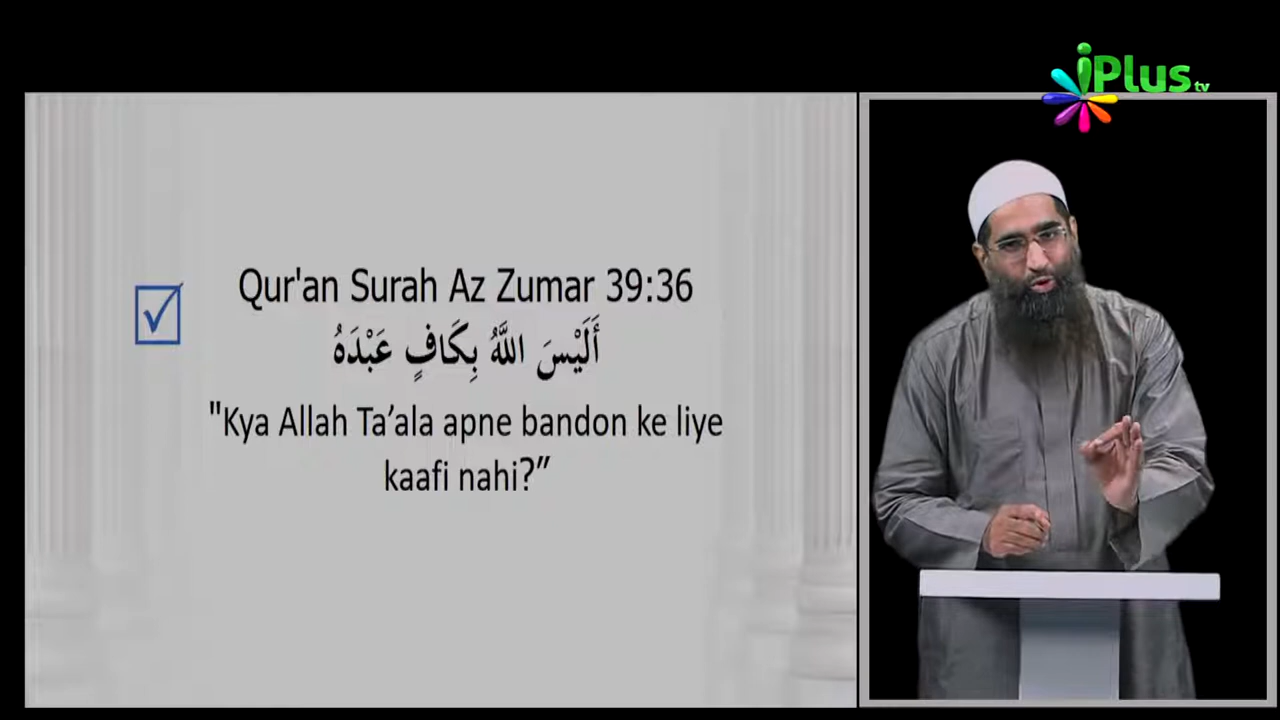 iPlus tv
Qur'an Surah Az Zumar 39:36
أَلَيْسَ اللَّهُ بِكَافٍ عَبْدَهُ
"Kya Allah Ta’ala apne bandon ke liye
kaafi nahi?”